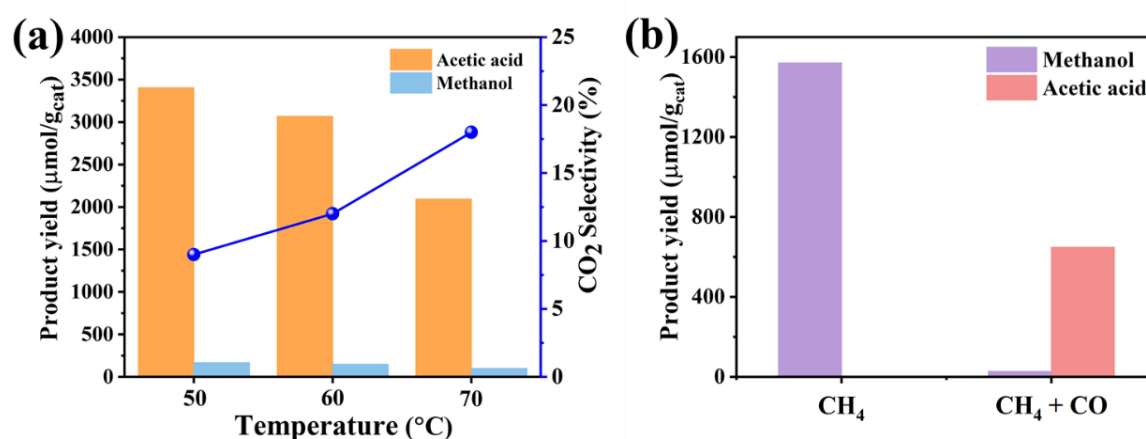 (a)
Product yield (μmol/gcat)
4000
3500
3000
2500
2000
1500
1000
500
0
Acetic acid
Methanol
25
20
15
10
5
0
CO2 Selectivity (%)
50 60 70
Temperature (°C)
(b)
Product yield (μmol/gcat)
1600
1200
800
400
0
Methanol
Acetic acid
CH4 CH4 + CO